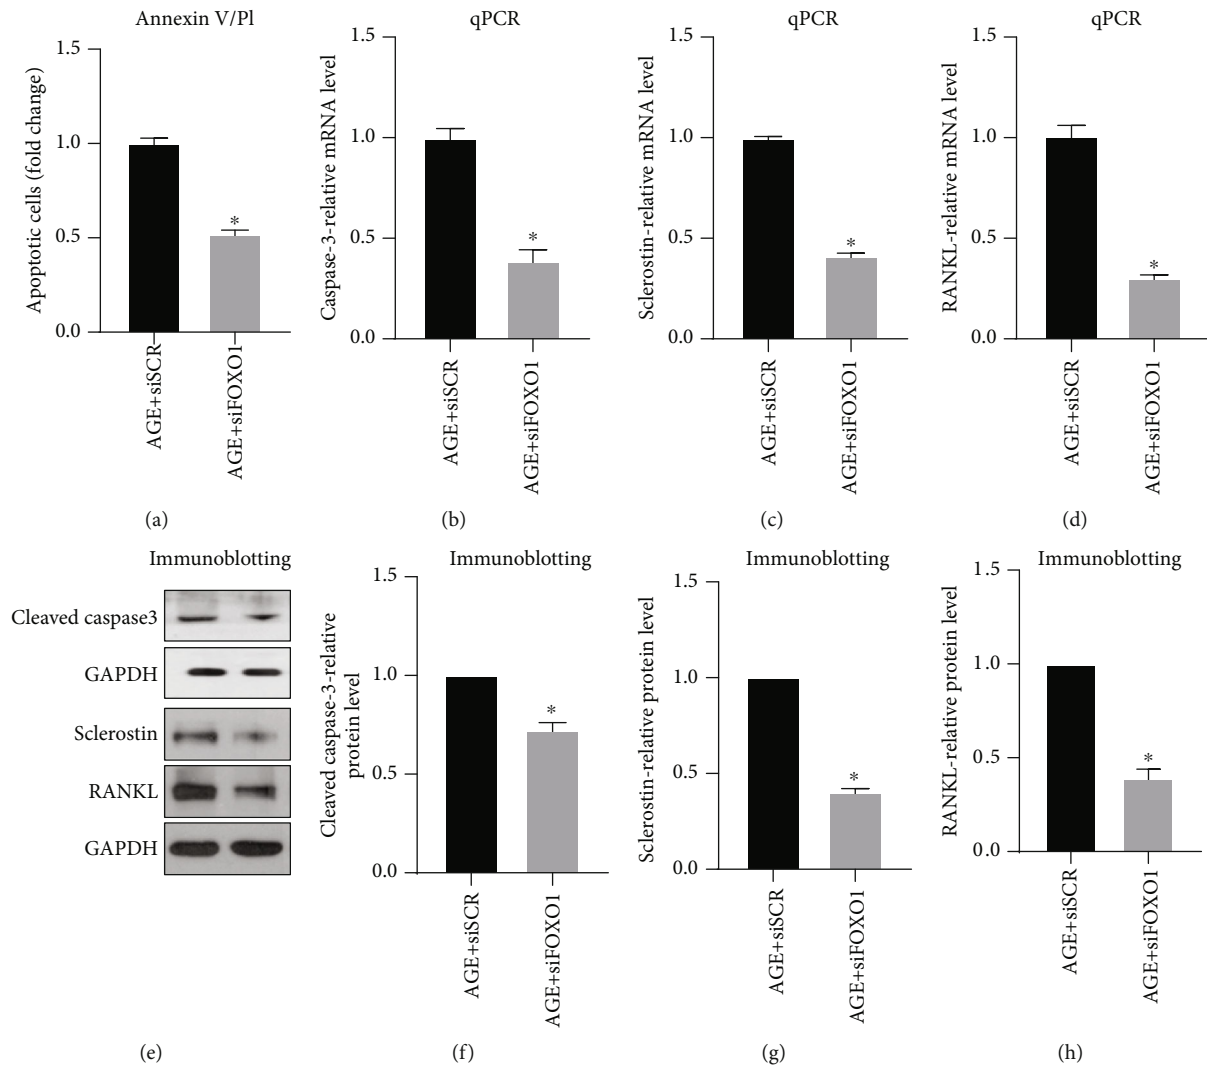 Annexin V/Pl
Apoptotic cells (fold change)
1.5
1.0
0.5
0.0
*
AGE+siSCR
AGE+siFOXO1
(a)
qPCR
Caspase-3-relative mRNA level
1.5
1.0
0.5
0.0
*
AGE+siSCR
AGE+siFOXO1
(b)
qPCR
Sclerostin-relative mRNA level
1.5
1.0
0.5
0.0
*
AGE+siSCR
AGE+siFOXO1
(c)
qPCR
RANKL-relative mRNA level
1.5
1.0
0.5
0.0
*
AGE+siSCR
AGE+siFOXO1
(d)
Immunoblotting
Cleaved caspase3
GAPDH
Sclerostin
RANKL
GAPDH
(e)
Immunoblotting
Cleaved caspase-3-relative
protein level
1.5
1.0
0.5
0.0
*
AGE+siSCR
AGE+siFOXO1
(f)
Immunoblotting
Sclerostin-relative protein level
1.5
1.0
0.5
0.0
*
AGE+siSCR
AGE+siFOXO1
(g)
Immunoblotting
RANKL-relative protein level
1.5
1.0
0.5
0.0
*
AGE+siSCR
AGE+siFOXO1
(h)